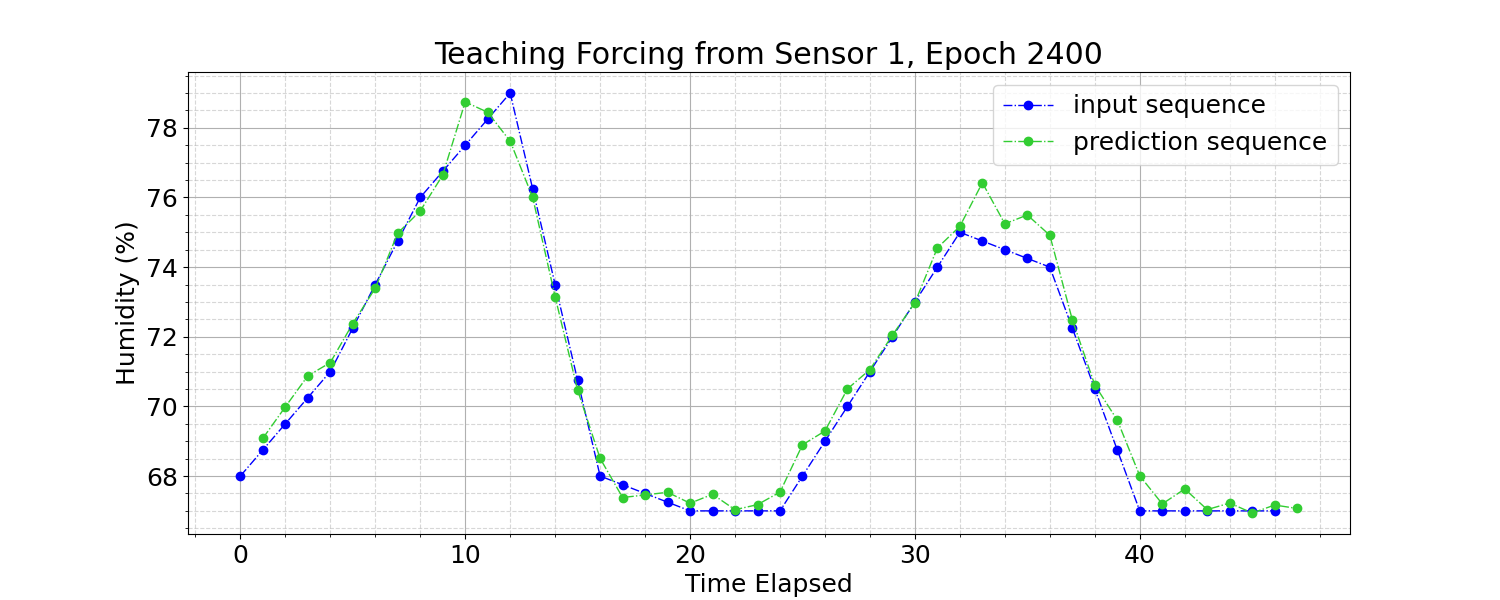 Teaching Forcing from Sensor 1, Epoch 2400
input sequence
prediction sequence
78
76
74
72
70
68
Humidity (%)
0 10 20 30 40
Time Elapsed